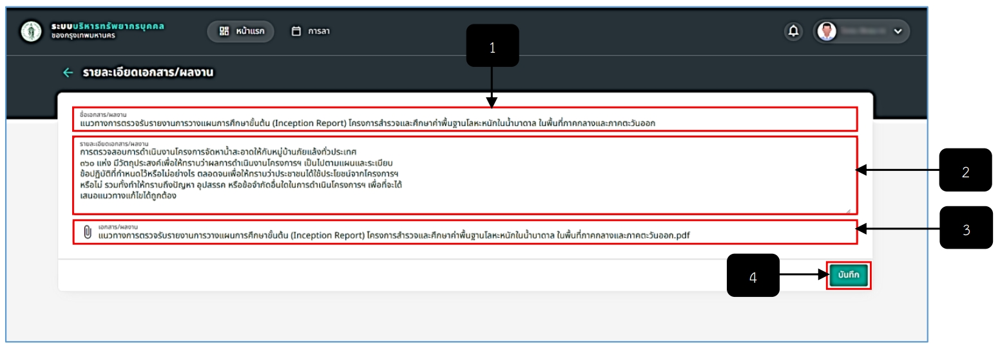 ระบบบริหารทรัพยากรบุคคล
ของกรุงเทพมหานคร
หน้าแรก
การลา
1
รายละเอียดเอกสาร/ผลงาน
ชื่อเอกสาร/ผลงาน
แนวทางการตรวจรับรายงานการวางแผนการศึกษาขั้นต้น (Inception Report) โครงการสำรวจและศึกษาค่าพื้นฐานโลหะหนักในน้ำบาดาล ในพื้นที่ภาคกลางและภาคตะวันออก
รายละเอียดเอกสาร/ผลงาน
การตรวจสอบการดำเนินงานโครงการจัดหาน้ำสะอาดให้กับหมู่บ้านภัยแล้งทั่วประเทศ
๓๖๐ แห่ง มีวัตถุประสงค์เพื่อให้ทราบว่าผลการดำเนินงานโครงการฯ เป็นไปตามแผนและระเบียบ
ข้อปฏิบัติที่กำหนดไว้หรือไม่อย่างไร ตลอดจนเพื่อให้ทราบว่าประชาชนได้ใช้ประโยชน์จากโครงการฯ
หรือไม่ รวมทั้งทำให้ทราบถึงปัญหา อุปสรรค หรือข้อจำกัดอื่นใดในการดำเนินโครงการฯ เพื่อที่จะได้
เสนอแนวทางแก้ไขได้ถูกต้อง
2
เอกสาร/ผลงาน
แนวทางการตรวจรับรายงานการวางแผนการศึกษาขั้นต้น (Inception Report) โครงการสำรวจและศึกษาค่าพื้นฐานโลหะหนักในน้ำบาดาล ในพื้นที่ภาคกลางและภาคตะวันออก.pdf
3
4
บันทึก